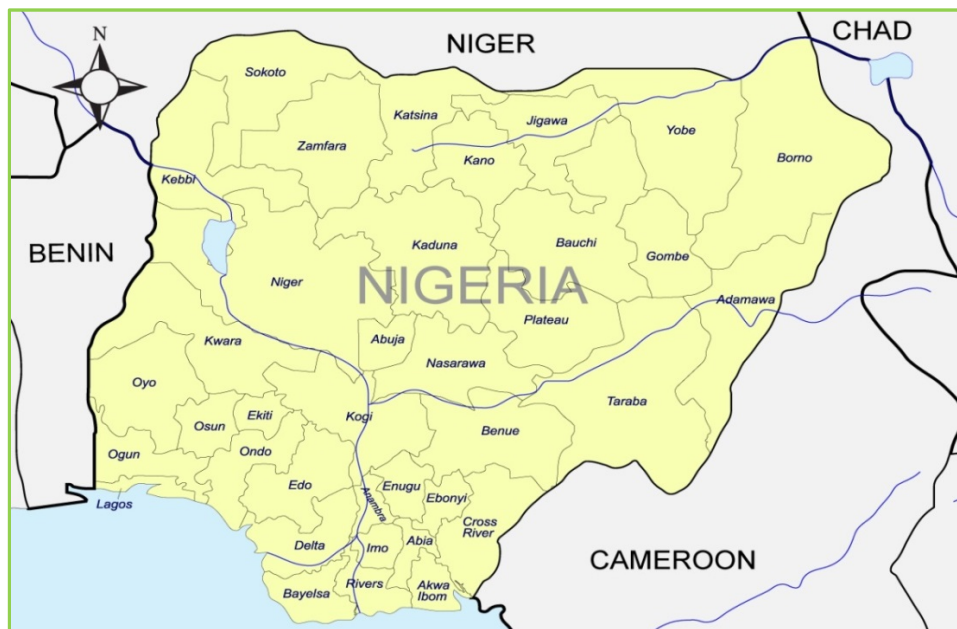 N
NIGER
CHAD
Sokoto
Katsina
Jigawa
Yobe
Zamfara
Kano
Borno
Kebbi
BENIN
Kaduna
Bauchi
Gombe
Niger
NIGERIA
Adamawa
Plateau
Abuja
Kwara
Nasarawa
Oyo
Taraba
Ekiti
Kogi
Osun
Benue
Ogun
Ondo
Edo
Enugu
Anambra
Ebonyi
Lagos
Cross
River
Delta
Imo
Abia
CAMEROON
Rivers
Bayelsa
Akwa
Ibom